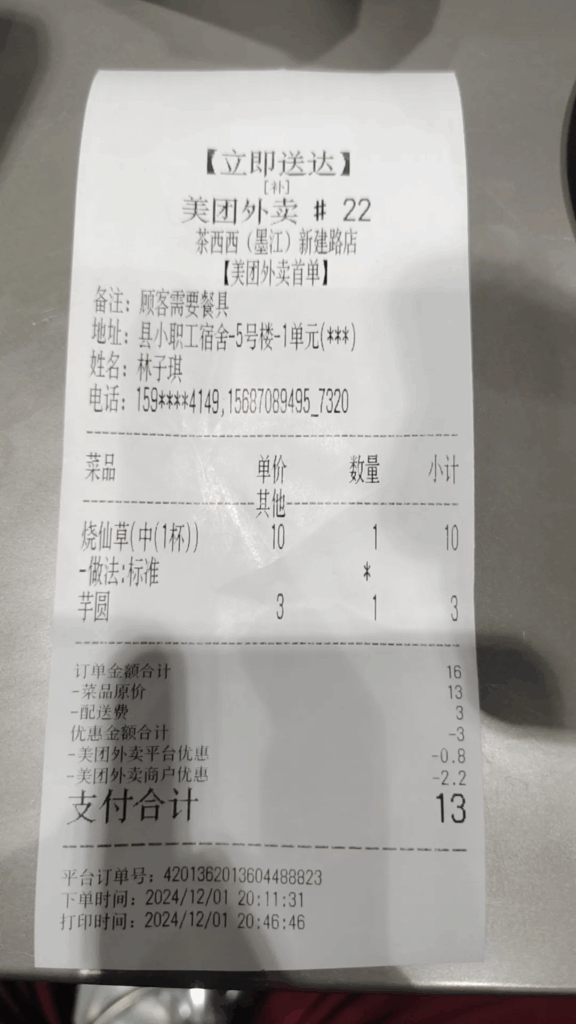 【立即送达】
[补]
美团外卖 # 22
茶西西（墨江）新建路店
【美团外卖首单】
备注：顾客需要餐具
地址：县小职工宿舍-5号楼-1单元(***)
姓名：林子琪
电话：159****4149,15687089495_7320
菜品 单价 数量 小计
其他
烧仙草(中(1杯)) 10 1 10
-做法:标准 *
芋圆 3 1 3
订单金额合计 16
-菜品原价 13
-配送费 3
优惠金额合计 -3
-美团外卖平台优惠 -0.8
-美团外卖商户优惠 -2.2
支付合计 13
平台订单号：4201362013604488823
下单时间：2024/12/01 20:11:31
打印时间：2024/12/01 20:46:46